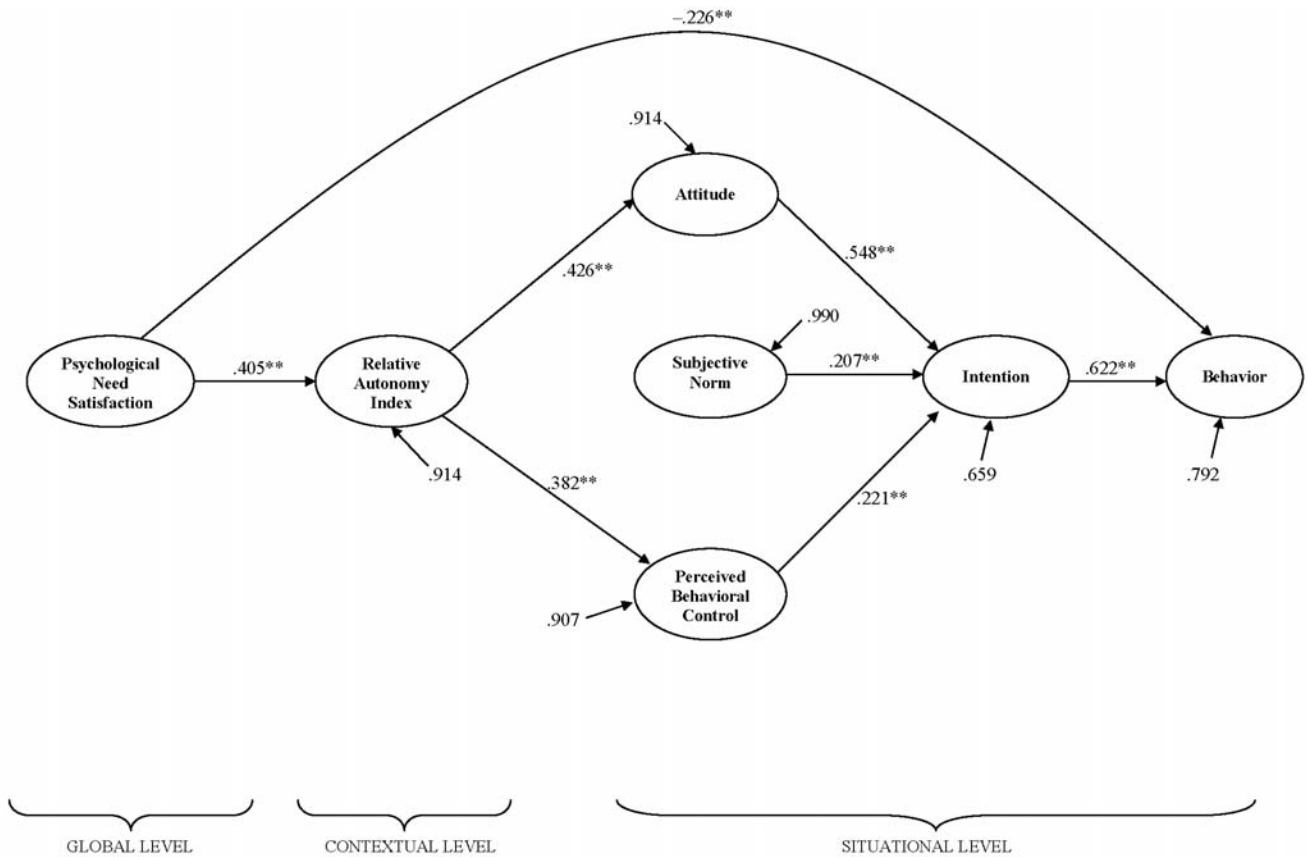 –.226**
.914
Attitude
.426**
.548**
.990
Psychological
Need
Satisfaction
.405**
Relative
Autonomy
Index
Subjective
Norm
.207**
Intention
.622**
Behavior
.914
.382**
.221**
.659
.792
Perceived
Behavioral
Control
.907
GLOBAL LEVEL
CONTEXTUAL LEVEL
SITUATIONAL LEVEL